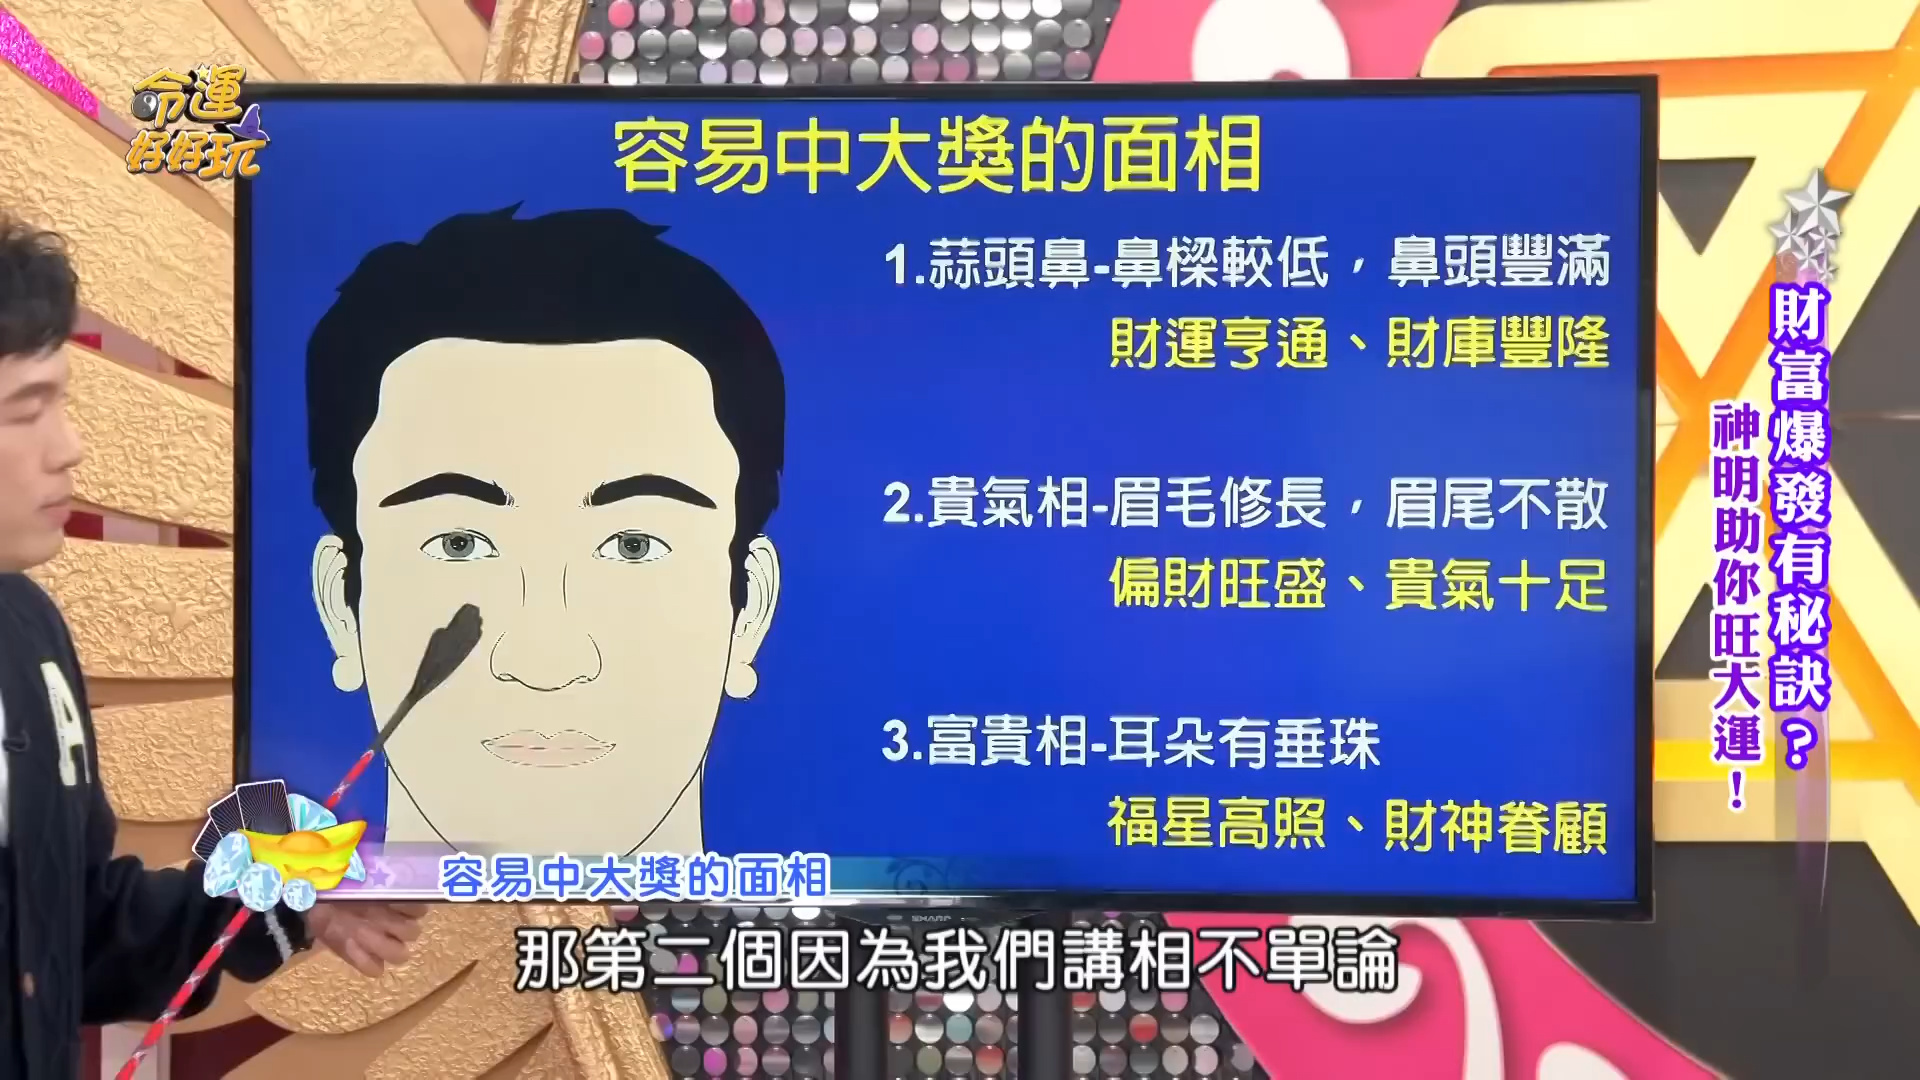 命運
好好玩
容易中大獎的面相
1.蒜頭鼻-鼻樑較低，鼻頭豐滿
財運亨通、財庫豐隆
2.貴氣相-眉毛修長，眉尾不散
偏財旺盛、貴氣十足
3.富貴相-耳朵有垂珠
福星高照、財神眷顧
財富爆發有秘訣？
神明助你旺大運！
A
容易中大獎的面相
SHARP
那第二個因為我們講相不單論